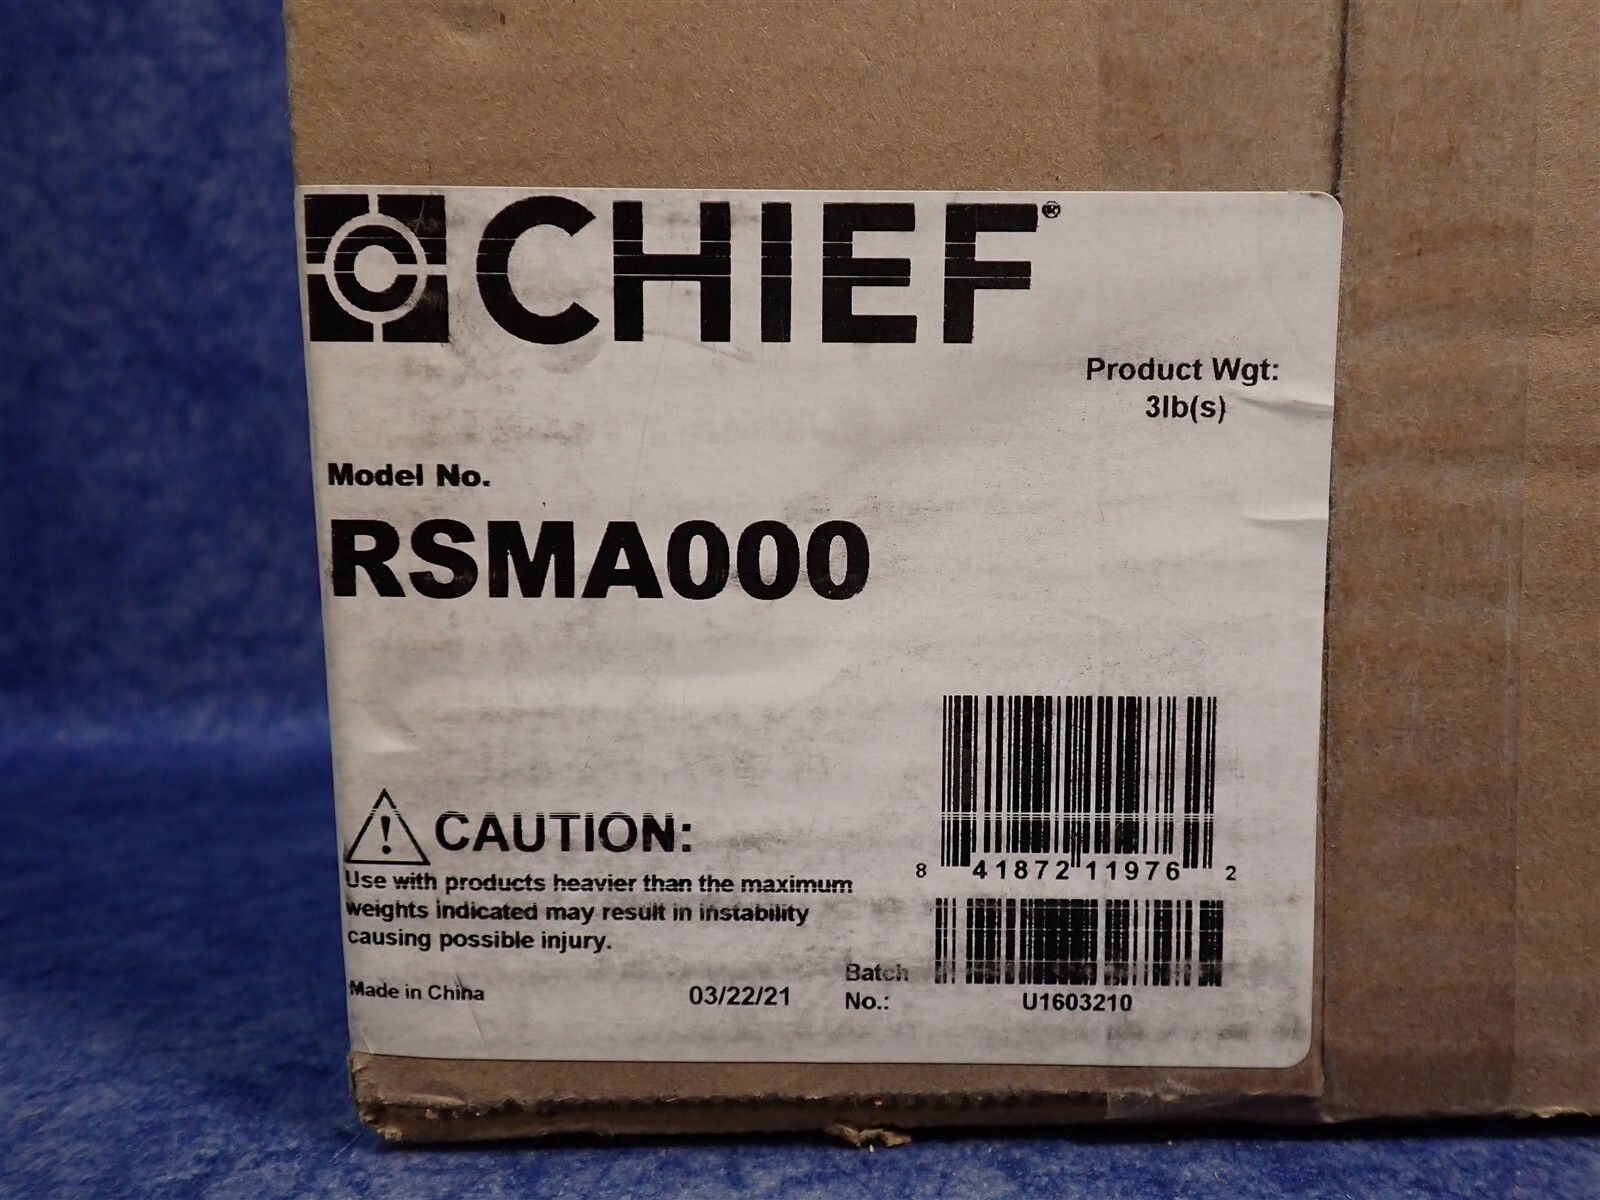 CHIEF®
Product Wgt:
3lb(s)
Model No.
RSMA000
CAUTION:
Use with products heavier than the maximum
weights indicated may result in instability
causing possible injury.
Made in China
03/22/21
8 41872 11976 2
Batch
No.:
U1603210